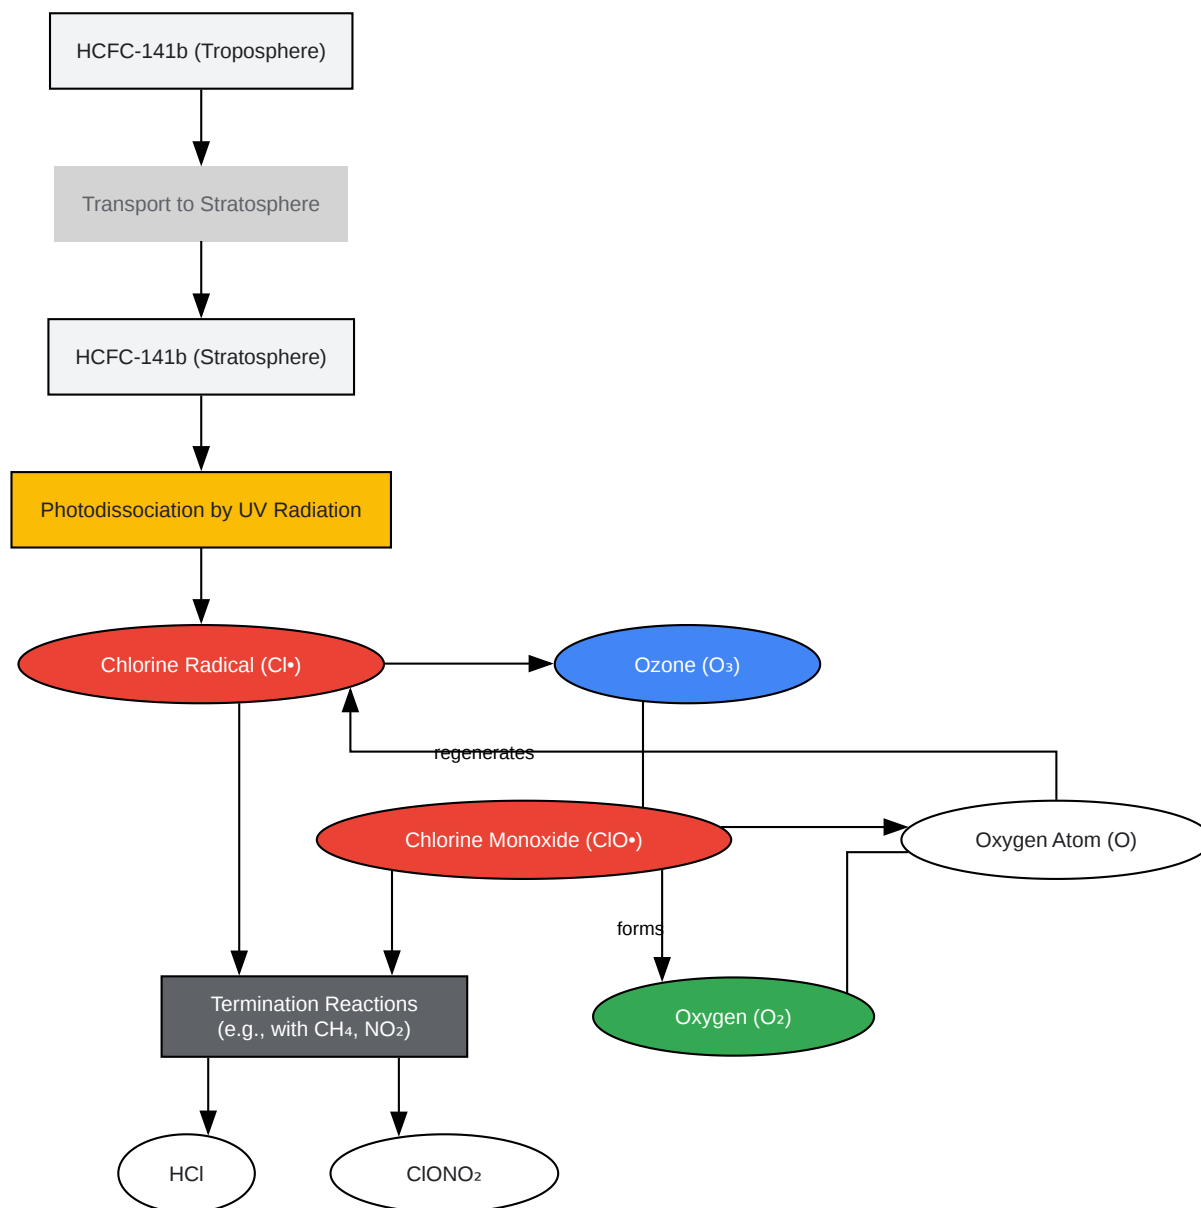 HCFC-141b (Troposphere)
Transport to Stratosphere
HCFC-141b (Stratosphere)
Photodissociation by UV Radiation
Chlorine Radical (Cl•)
Ozone (O₃)
regenerates
Chlorine Monoxide (ClO•)
Oxygen Atom (O)
forms
Termination Reactions
(e.g., with CH₄, NO₂)
Oxygen (O₂)
HCl
ClONO₂